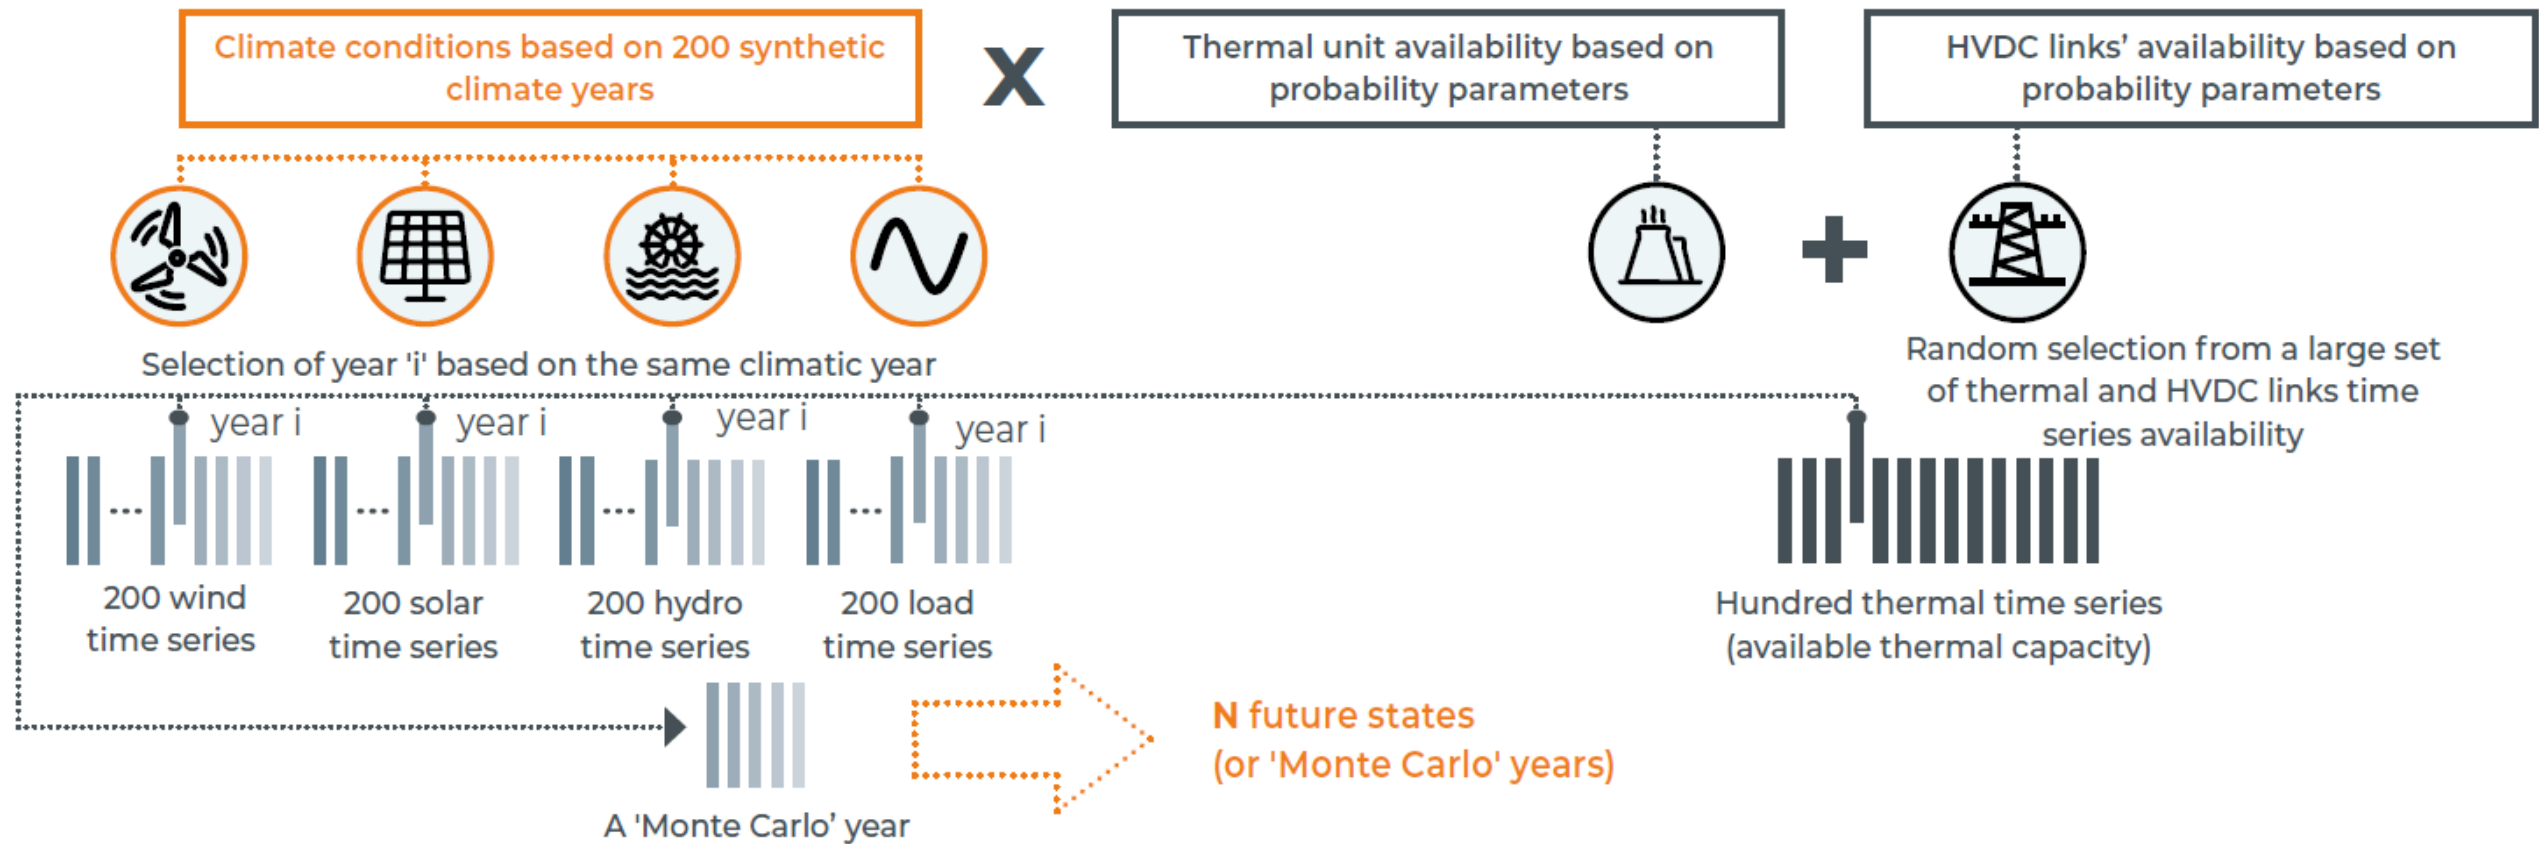 Climate conditions based on 200 synthetic
climate years
X
Thermal unit availability based on
probability parameters
HVDC links’ availability based on
probability parameters
+
Selection of year 'i' based on the same climatic year
Random selection from a large set
of thermal and HVDC links time
series availability
year i
year i
year i
year i
200 wind
time series
200 solar
time series
200 hydro
time series
200 load
time series
Hundred thermal time series
(available thermal capacity)
N future states
(or 'Monte Carlo' years)
A 'Monte Carlo’ year